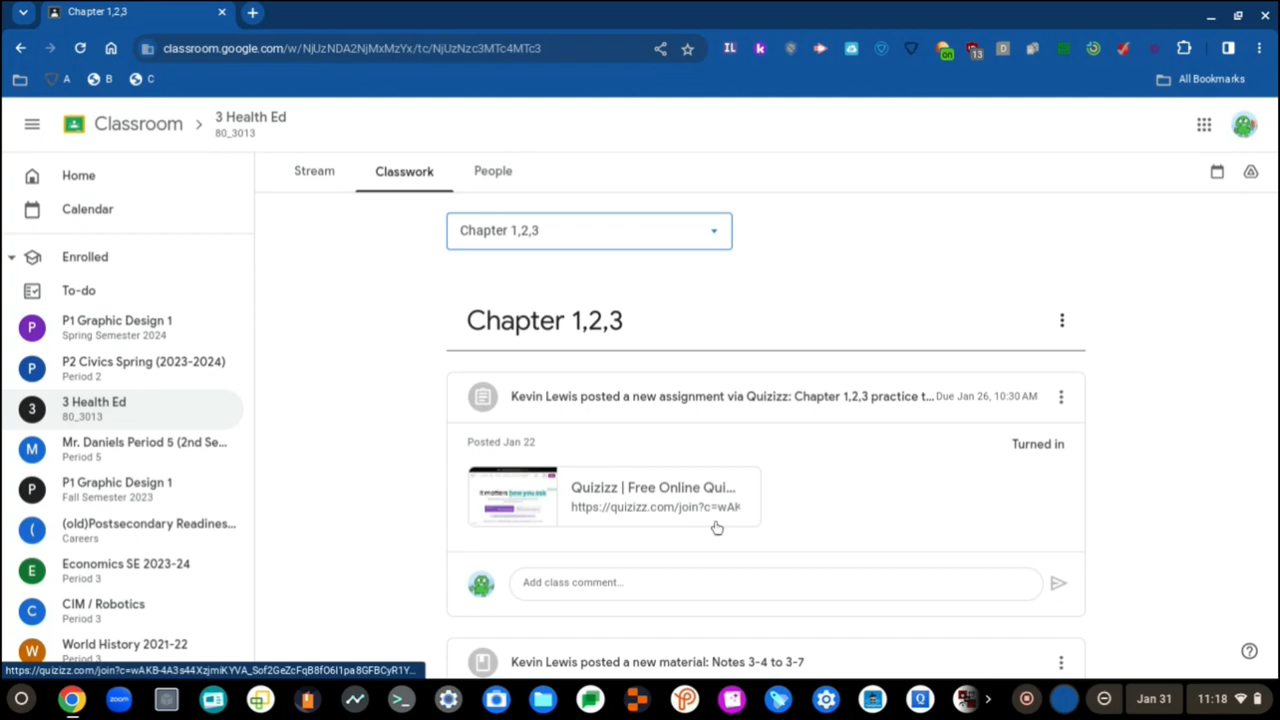 Chapter 1,2,3
classroom.google.com/w/NjUzNDA2NjMxMzYx/tc/NjUzNzc3MTc4MTc3
IL
k
on
13
D
A
B
C
All Bookmarks
Classroom
3 Health Ed
80_3013
Home
Calendar
Enrolled
To-do
P
P1 Graphic Design 1
Spring Semester 2024
P
P2 Civics Spring (2023-2024)
Period 2
3
3 Health Ed
80_3013
M
Mr. Daniels Period 5 (2nd Se...
Period 5
P
P1 Graphic Design 1
Fall Semester 2023
(
(old)Postsecondary Readines...
Careers
E
Economics SE 2023-24
Period 3
C
CIM / Robotics
Period 3
W
World History 2021-22
Period 3
Stream
Classwork
People
Chapter 1,2,3
Chapter 1,2,3
Kevin Lewis posted a new assignment via Quizizz: Chapter 1,2,3 practice t...
Due Jan 26, 10:30 AM
Posted Jan 22
Turned in
Quizizz | Free Online Qui...
https://quizizz.com/join?c=wAK
Add class comment...
Kevin Lewis posted a new material: Notes 3-4 to 3-7
zoom
Q
Jan 31
11:18